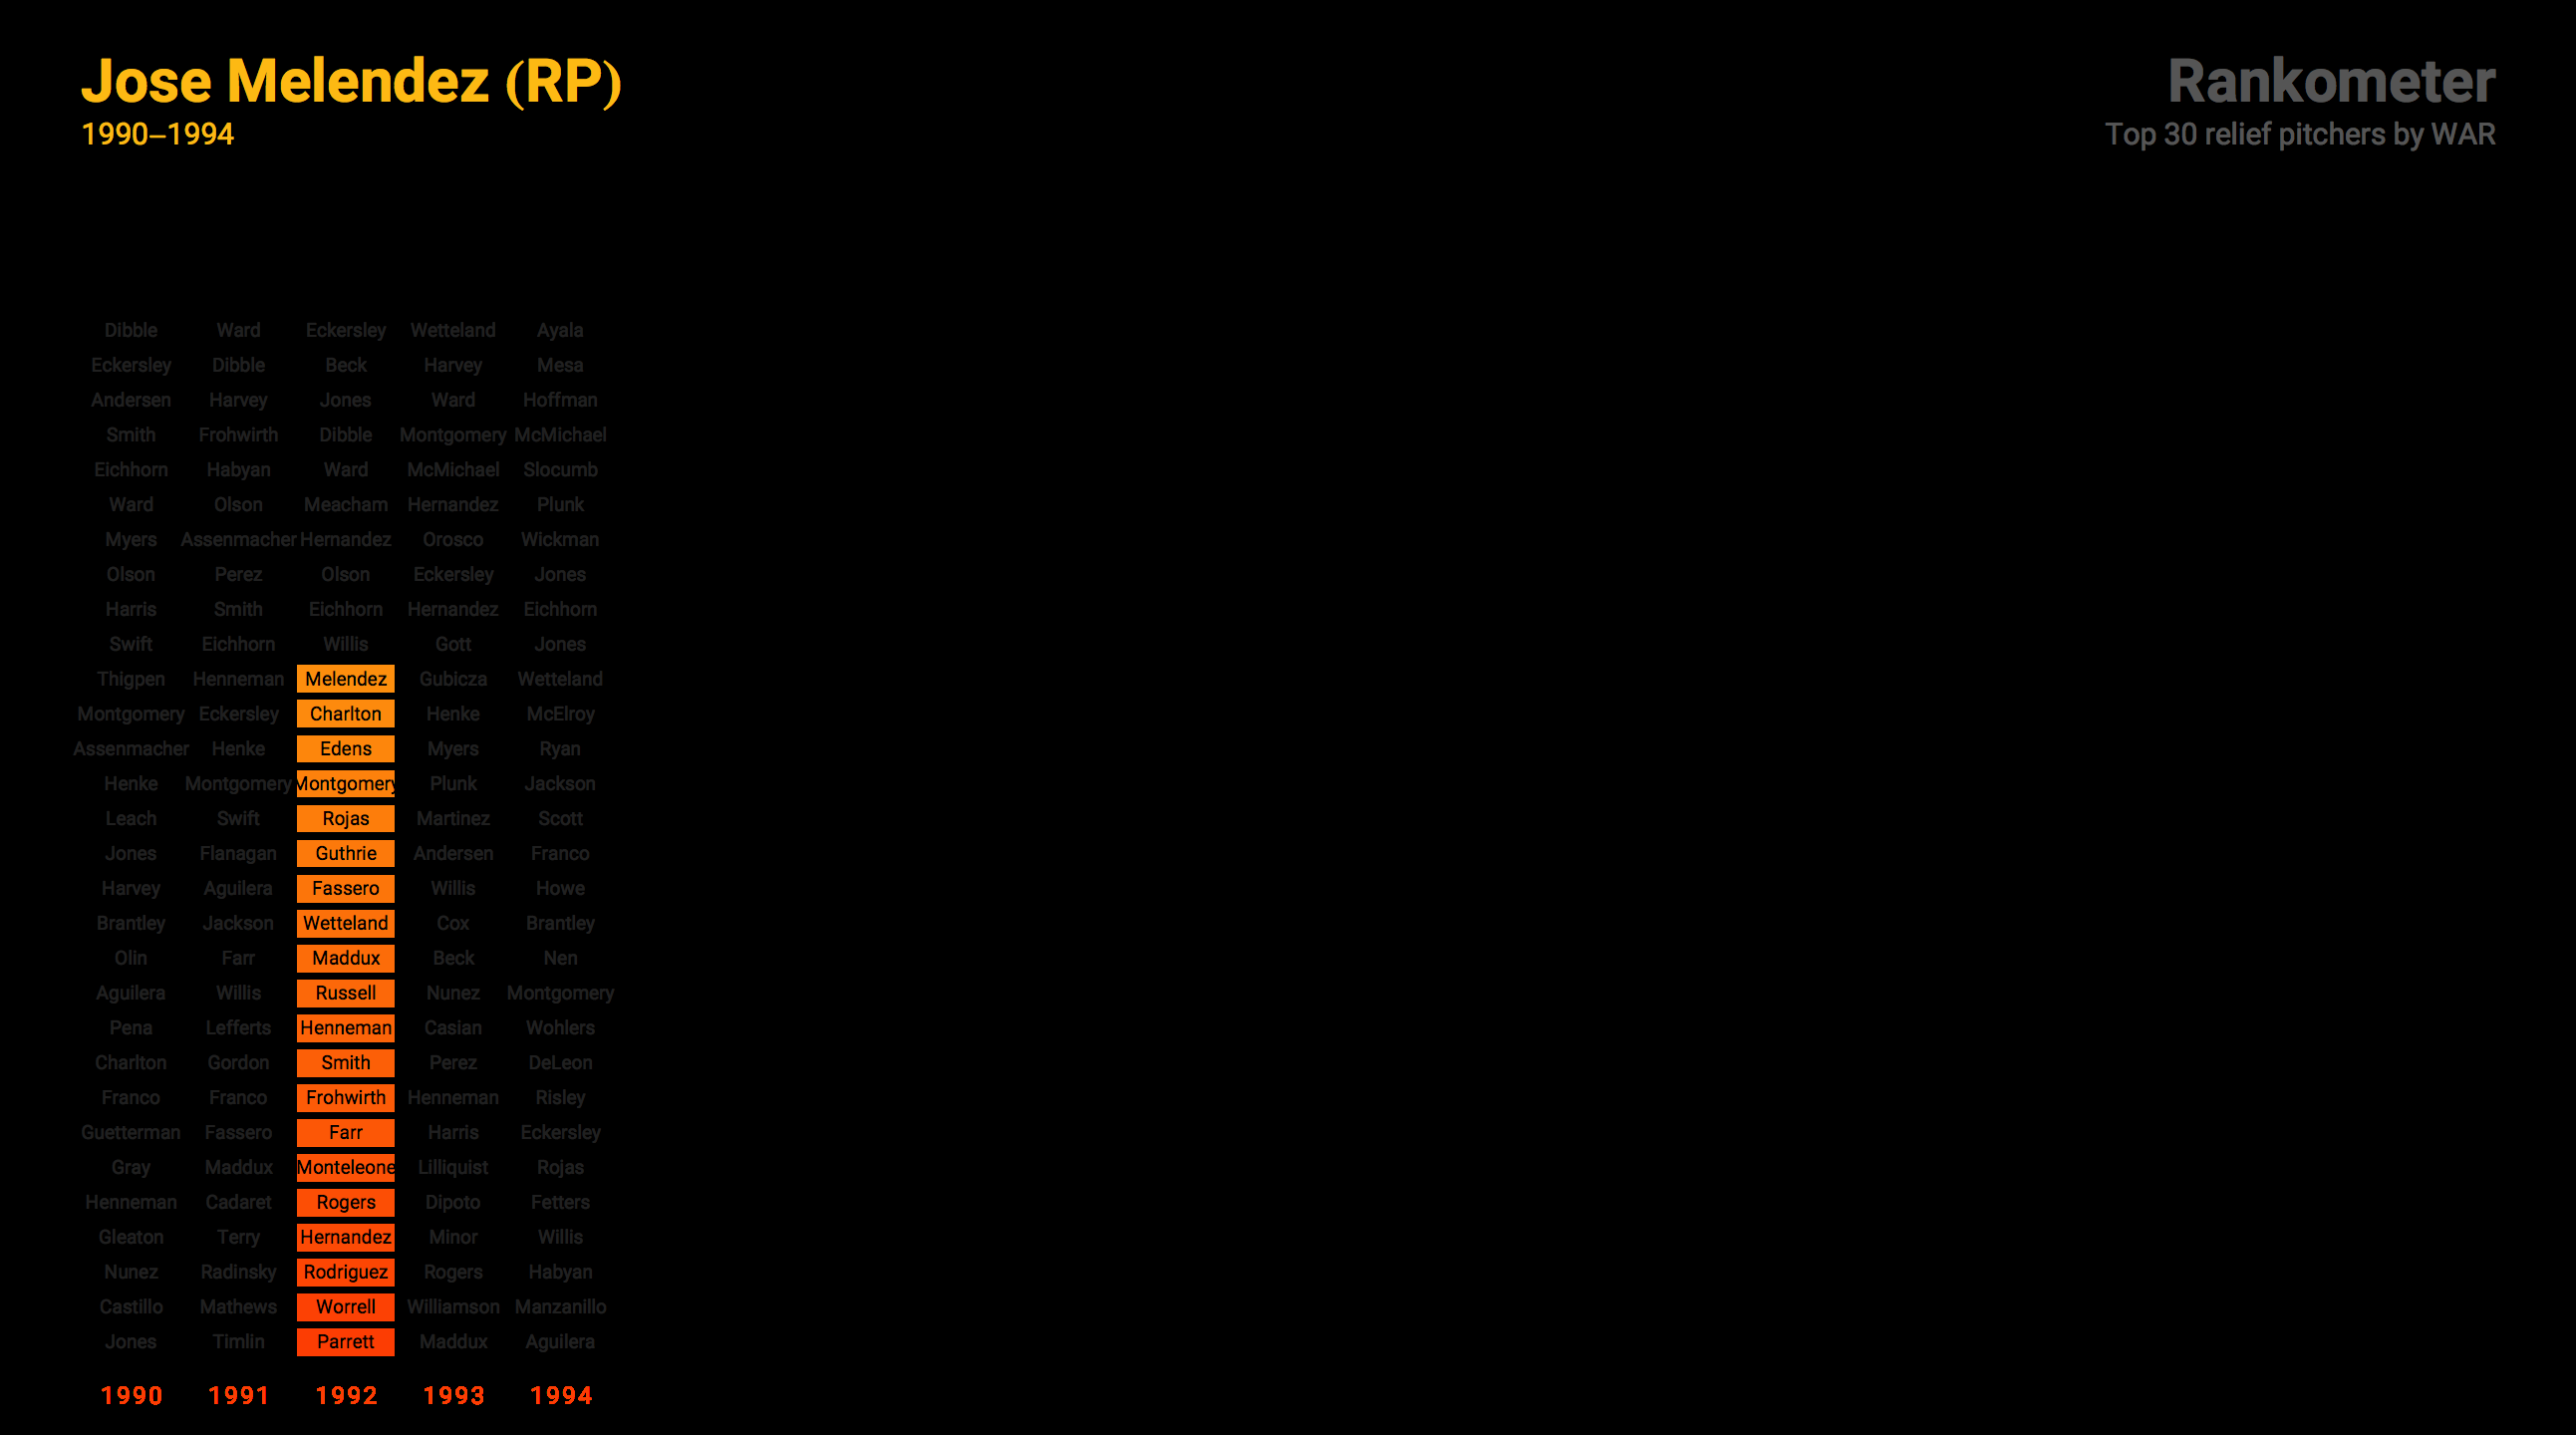 Jose Melendez (RP)
1990–1994
Rankometer
Top 30 relief pitchers by WAR
Dibble Ward Eckersley Wetteland Ayala
Eckersley Dibble Beck Harvey Mesa
Andersen Harvey Jones Ward Hoffman
Smith Frohwirth Dibble Montgomery McMichael
Eichhorn Habyan Ward McMichael Slocumb
Ward Olson Meacham Hernandez Plunk
Myers Assenmacher Hernandez Orosco Wickman
Olson Perez Olson Eckersley Jones
Harris Smith Eichhorn Hernandez Eichhorn
Swift Eichhorn Willis Gott Jones
Thigpen Henneman Melendez Gubicza Wetteland
Montgomery Eckersley Charlton Henke McElroy
Assenmacher Henke Edens Myers Ryan
Henke Montgomery Montgomery Plunk Jackson
Leach Swift Rojas Martinez Scott
Jones Flanagan Guthrie Andersen Franco
Harvey Aguilera Fassero Willis Howe
Brantley Jackson Wetteland Cox Brantley
Olin Farr Maddux Beck Nen
Aguilera Willis Russell Nunez Montgomery
Pena Lefferts Henneman Casian Wohlers
Charlton Gordon Smith Perez DeLeon
Franco Franco Frohwirth Henneman Risley
Guetterman Fassero Farr Harris Eckersley
Gray Maddux Monteleone Lilliquist Rojas
Henneman Cadaret Rogers Dipoto Fetters
Gleaton Terry Hernandez Minor Willis
Nunez Radinsky Rodriguez Rogers Habyan
Castillo Mathews Worrell Williamson Manzanillo
Jones Timlin Parrett Maddux Aguilera
1990 1991 1992 1993 1994